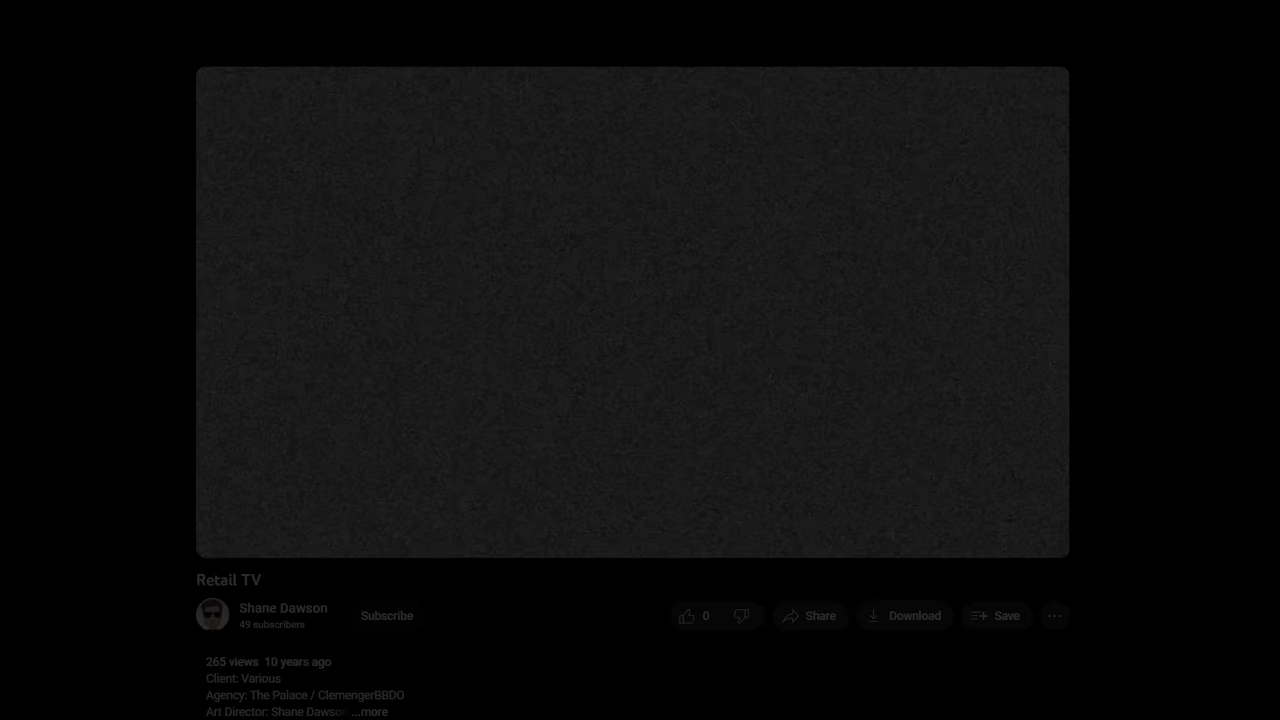 Retail TV
Shane Dawson
49 subscribers
Subscribe
0
Share
Download
Save
265 views 10 years ago
Client: Various
Agency: The Palace / ClemengerBBDO
Art Director: Shane Dawson ...more